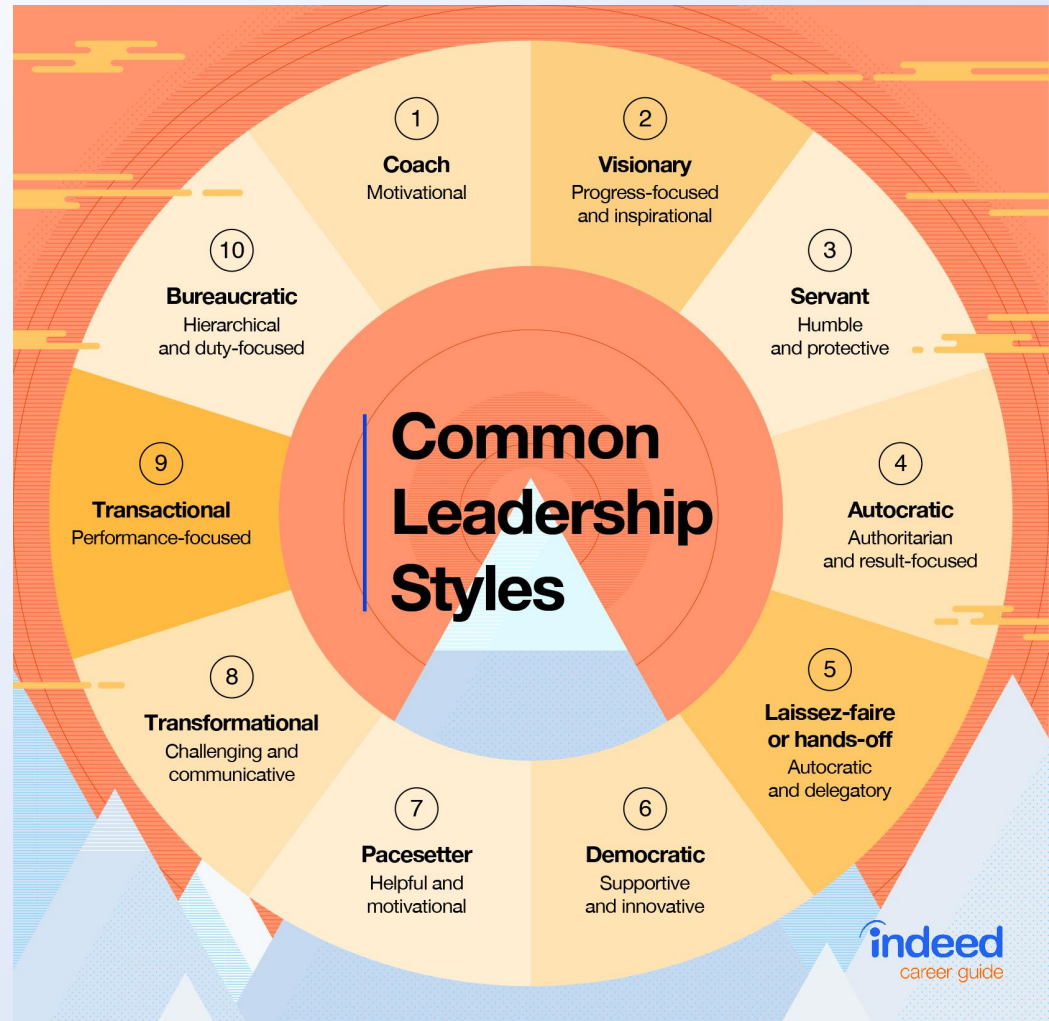 Common
Leadership
Styles
1
Coach
Motivational
2
Visionary
Progress-focused
and inspirational
3
Servant
Humble
and protective
4
Autocratic
Authoritarian
and result-focused
5
Laissez-faire
or hands-off
Autocratic
and delegatory
6
Democratic
Supportive
and innovative
7
Pacesetter
Helpful and
motivational
8
Transformational
Challenging and
communicative
9
Transactional
Performance-focused
10
Bureaucratic
Hierarchical
and duty-focused
indeed
career guide